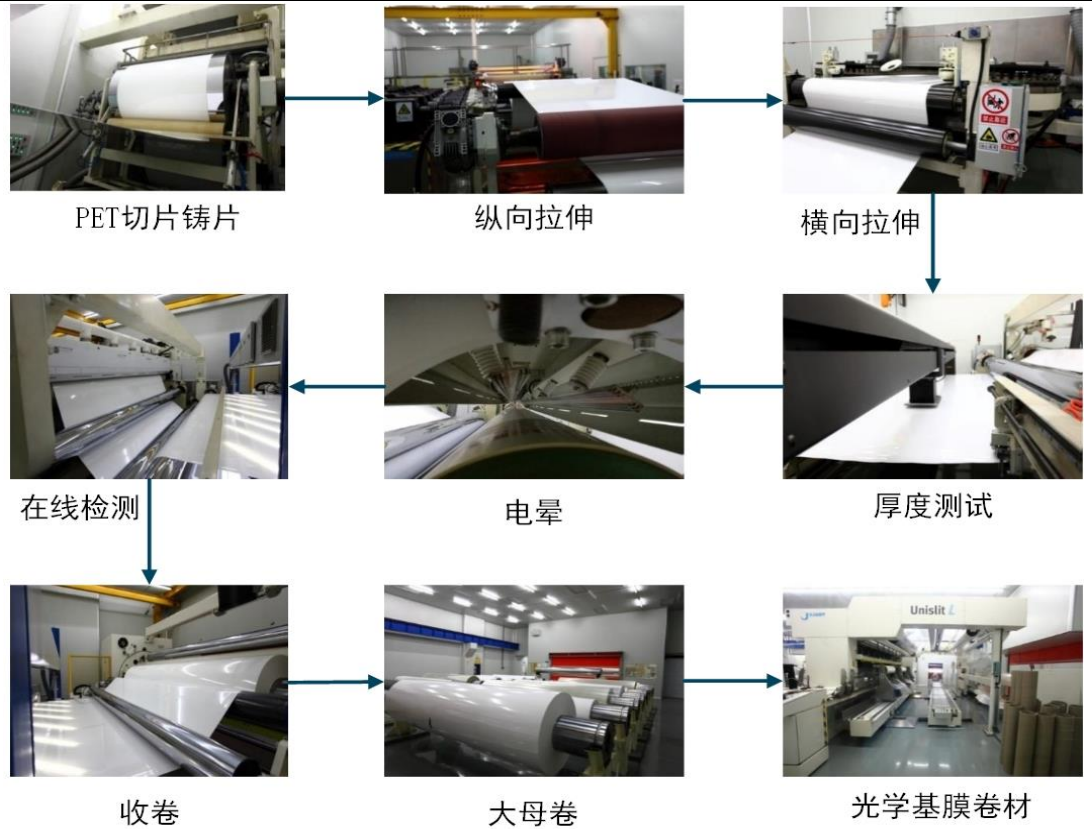 PET切片铸片
纵向拉伸
横向拉伸
在线检测
电晕
厚度测试
Unislit
收卷
大母卷
光学基膜卷材